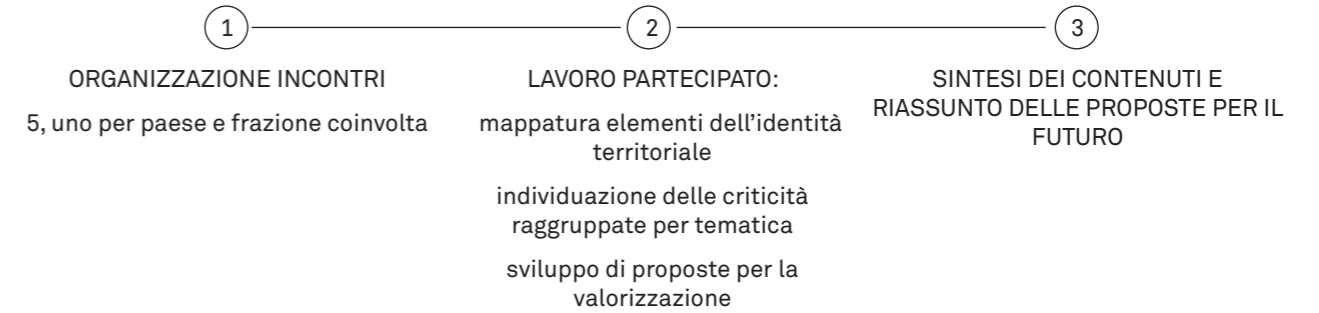 1
ORGANIZZAZIONE INCONTRI
5, uno per paese e frazione coinvolta
2
LAVORO PARTECIPATO:
mappatura elementi dell’identità
territoriale
individuazione delle criticità
raggruppate per tematica
sviluppo di proposte per la
valorizzazione
3
SINTESI DEI CONTENUTI E
RIASSUNTO DELLE PROPOSTE PER IL
FUTURO